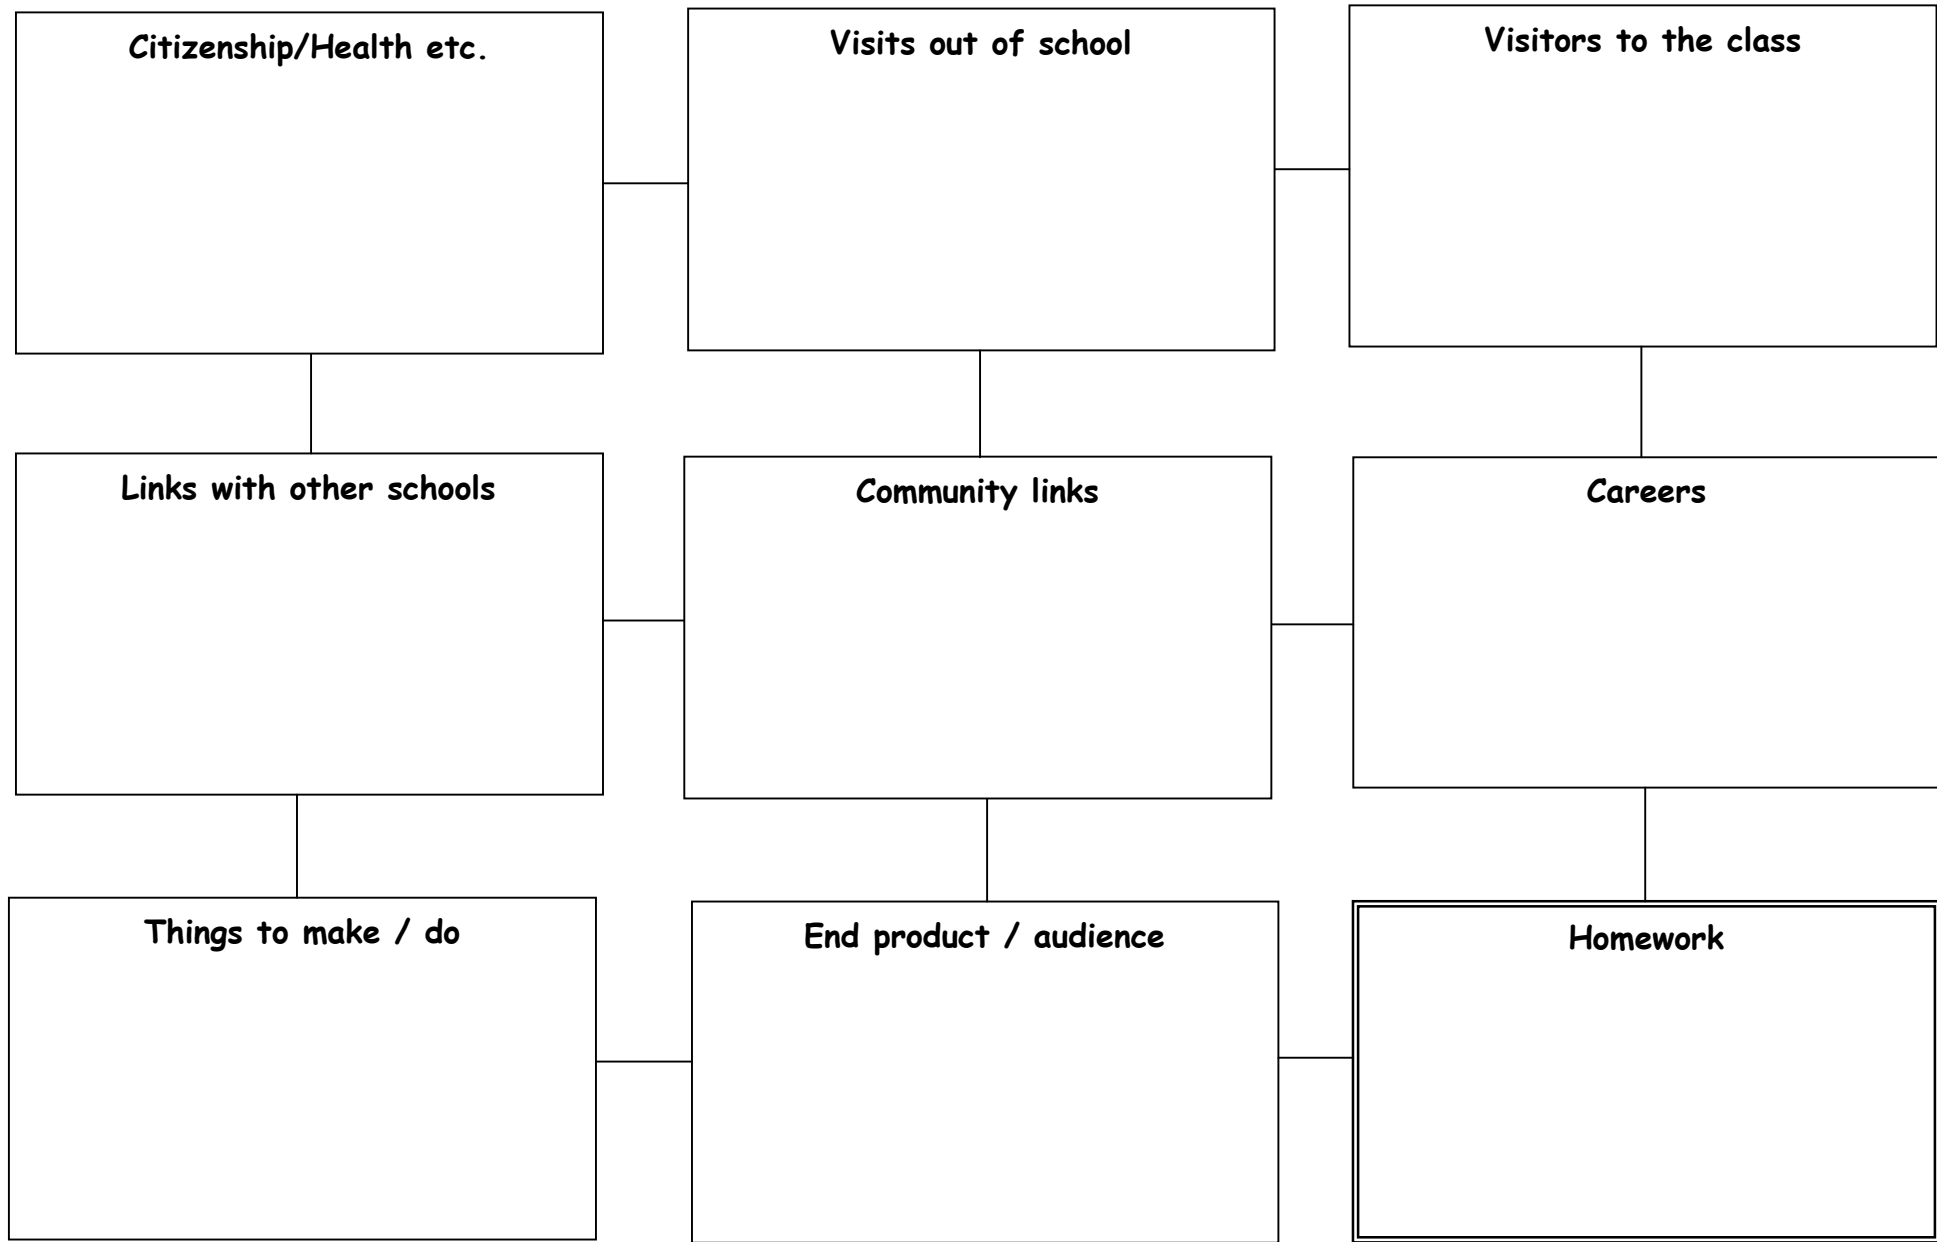 Citizenship/Health etc.
Visits out of school
Visitors to the class
Links with other schools
Community links
Careers
Things to make / do
End product / audience
Homework